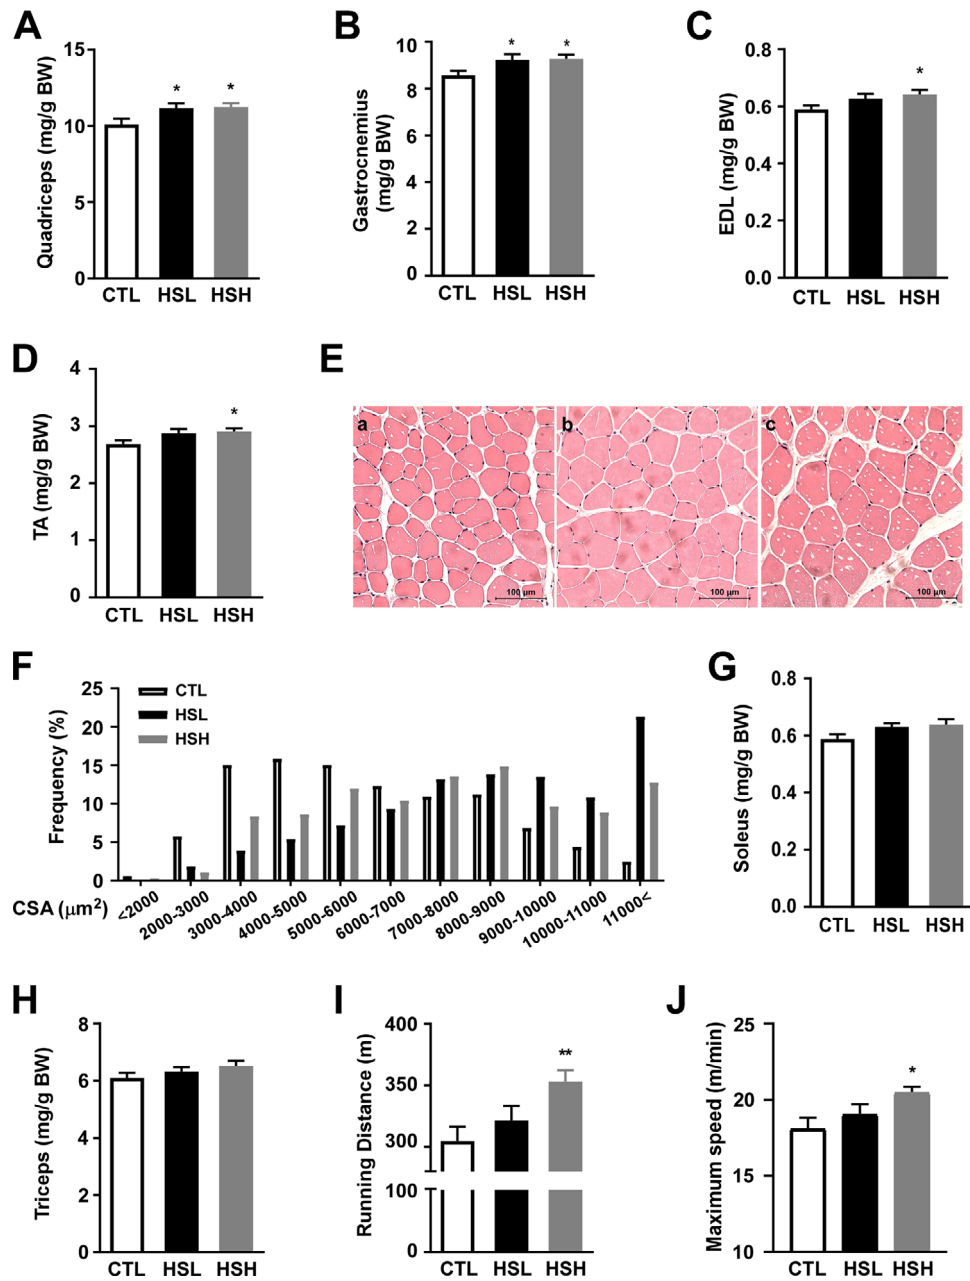 A
Quadriceps (mg/g BW)
15
10
5
0
*
*
CTL HSL HSH
B
Gastrocnemius
(mg/g BW)
10
8
6
4
2
0
*
*
CTL HSL HSH
C
EDL (mg/g BW)
0.8
0.6
0.4
0.2
0.0
*
CTL HSL HSH
D
TA (mg/g BW)
4
3
2
1
0
*
CTL HSL HSH
E
a
100 μm
b
100 μm
c
100 μm
F
Frequency (%)
25
20
15
10
5
0
CTL
HSL
HSH
CSA (μm²)
<2000
2000-3000
3000-4000
4000-5000
5000-6000
6000-7000
7000-8000
8000-9000
9000-10000
10000-11000
11000<
G
Soleus (mg/g BW)
0.8
0.6
0.4
0.2
0.0
CTL HSL HSH
H
Triceps (mg/g BW)
8
6
4
2
0
CTL HSL HSH
I
Running Distance (m)
400
350
300
100
0
**
CTL HSL HSH
J
Maximum speed (m/min)
25
20
15
10
*
CTL HSL HSH